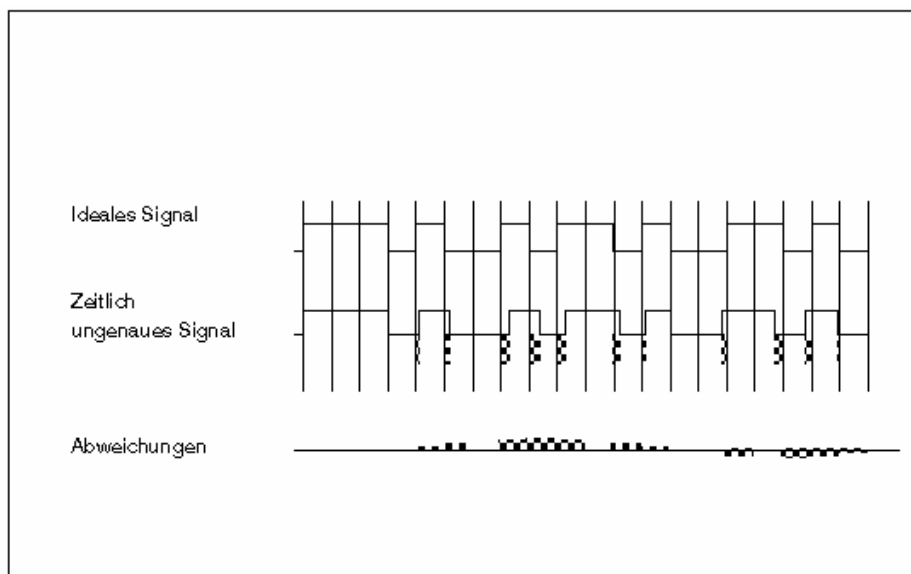 Ideales Signal
Zeitlich
ungenaues Signal
Abweichungen